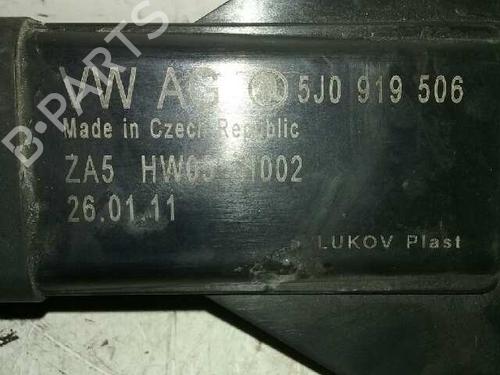 VW AG 5J0 919 506
Made in Czech Republic
ZA5
26.01.11
LUKOV Plast
B-PARTS